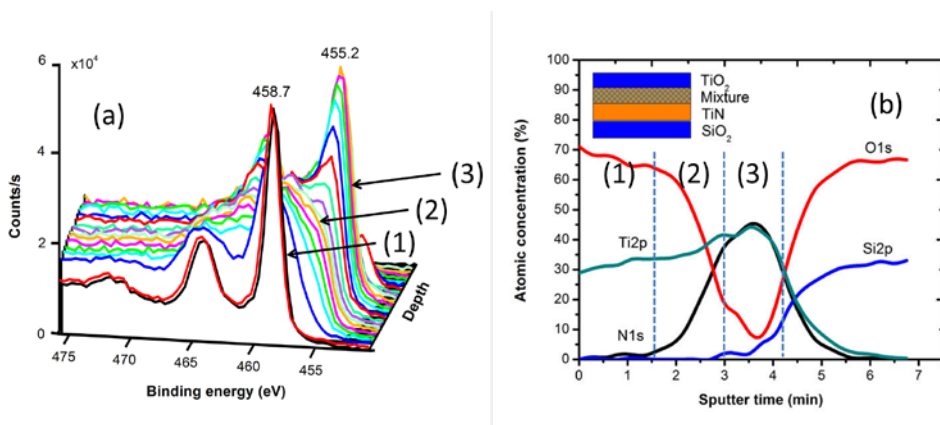 6
x10⁴
455.2
458.7
(a)
4
(3)
(2)
2
(1)
0
Counts/s
Depth
475
470
465
460
455
Binding energy (eV)
100
90
80
70
60
50
40
30
20
10
0
TiO₂
Mixture
TiN
SiO₂
(b)
O1s
(1)
(2)
(3)
Ti2p
Si2p
N1s
Atomic concentration (%)
0
1
2
3
4
5
6
7
Sputter time (min)